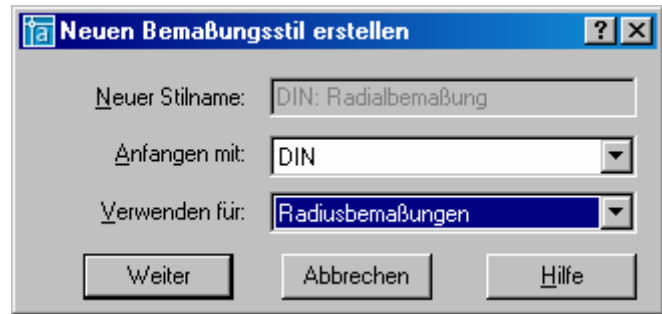 Neuen Bemaßungsstil erstellen ? ×
Neuer Stilname: DIN: Radialbemaßung
Anfangen mit: DIN
Verwenden für: Radiusbemaßungen
Weiter Abbrechen Hilfe